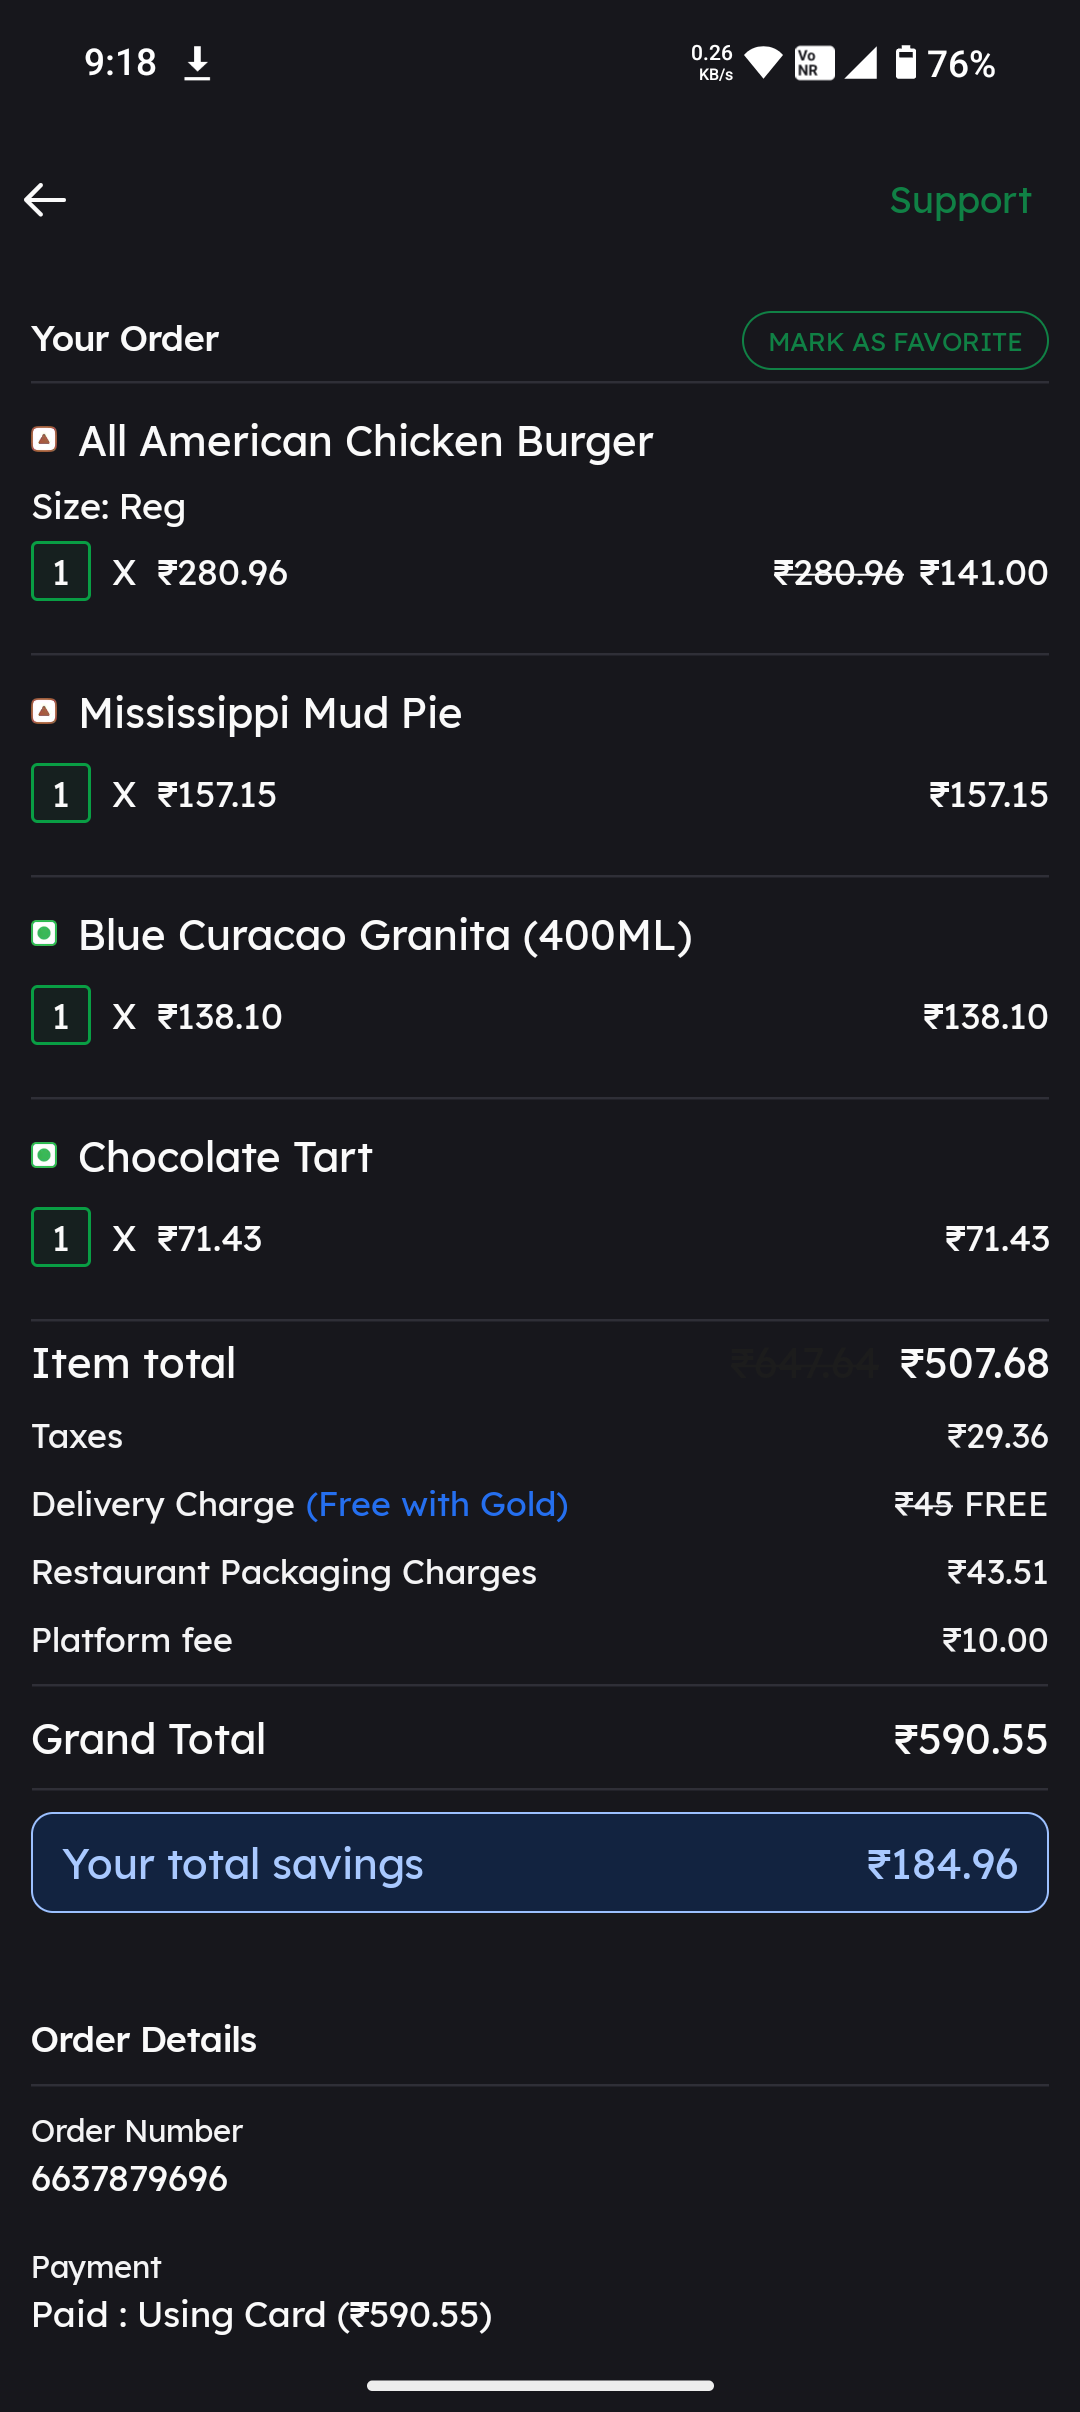 9:18
0.26
KB/s
Vo
NR
76%
Support
Your Order
MARK AS FAVORITE
All American Chicken Burger
Size: Reg
1 X ₹280.96 ₹280.96 ₹141.00
Mississippi Mud Pie
1 X ₹157.15 ₹157.15
Blue Curacao Granita (400ML)
1 X ₹138.10 ₹138.10
Chocolate Tart
1 X ₹71.43 ₹71.43
Item total ₹647.64 ₹507.68
Taxes ₹29.36
Delivery Charge (Free with Gold) ₹45 FREE
Restaurant Packaging Charges ₹43.51
Platform fee ₹10.00
Grand Total ₹590.55
Your total savings ₹184.96
Order Details
Order Number
6637879696
Payment
Paid : Using Card (₹590.55)